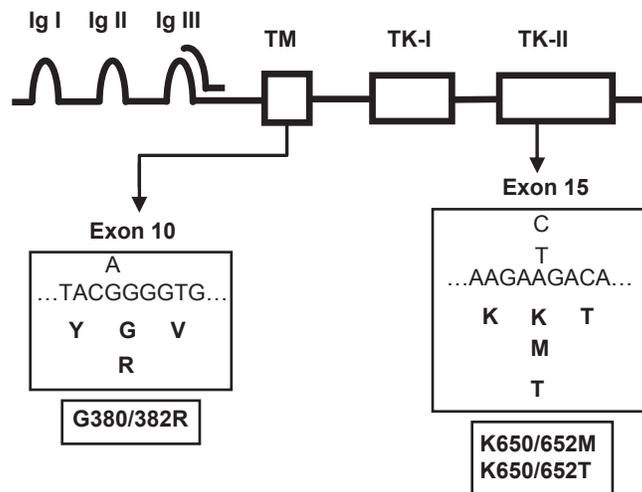 Ig I Ig II Ig III
TM TK-I TK-II
Exon 10
A
...TACGGGGTG...
Y G V
R
G380/382R
Exon 15
C
T
...AAGAAGACA...
K K T
M
T
K650/652M
K650/652T